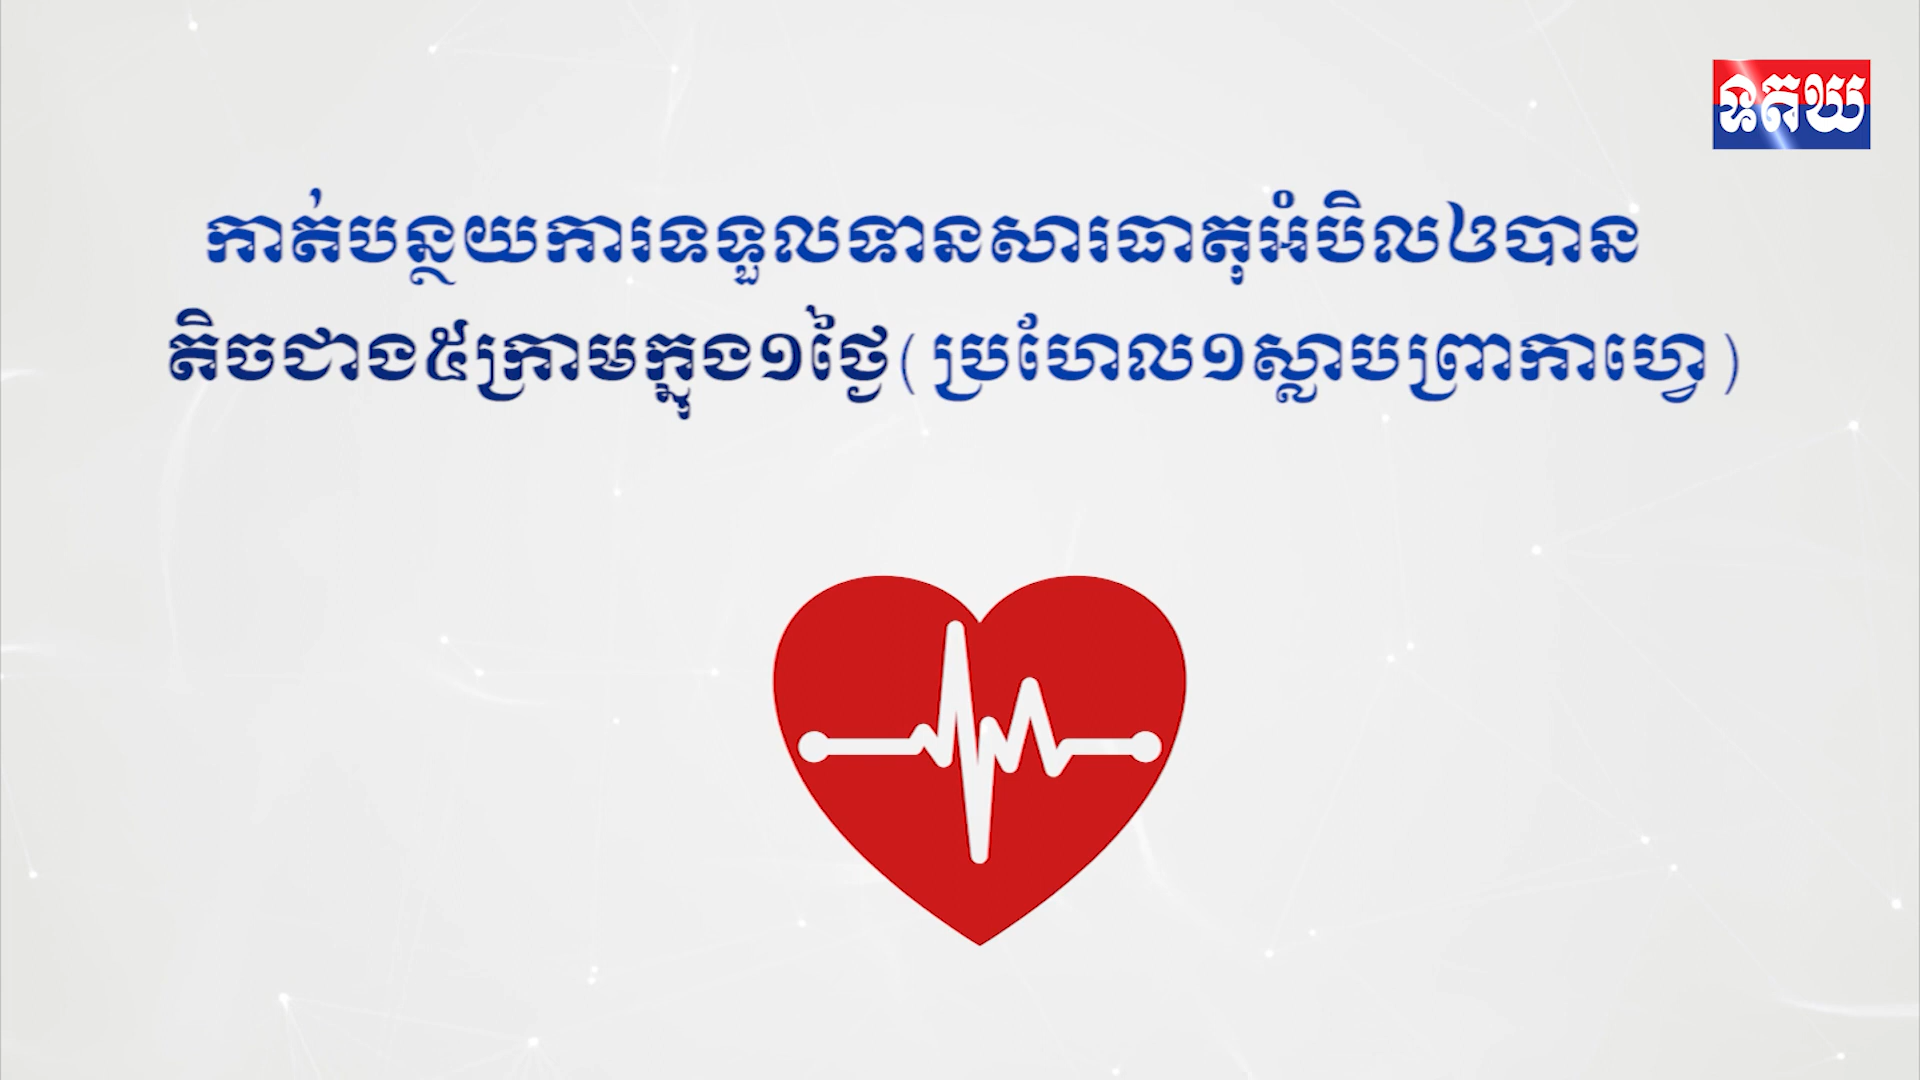 ទតឃ
កាត់បន្ថយការទទួលទានសារធាតុអំបិលឲបាន
តិចជាង៥ក្រាមក្នុង១ថ្ងៃ(ប្រហែល១ស្លាបព្រាកាហ្វេ)